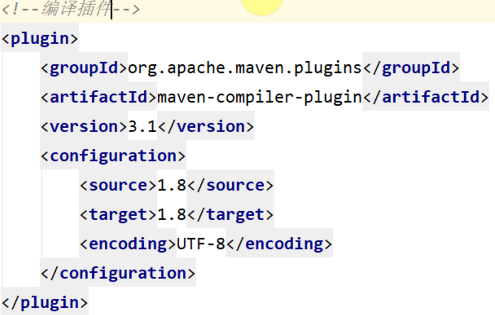 <!--编译插件-->
<plugin>
<groupId>org.apache.maven.plugins</groupId>
<artifactId>maven-compiler-plugin</artifactId>
<version>3.1</version>
<configuration>
<source>1.8</source>
<target>1.8</target>
<encoding>UTF-8</encoding>
</configuration>
</plugin>